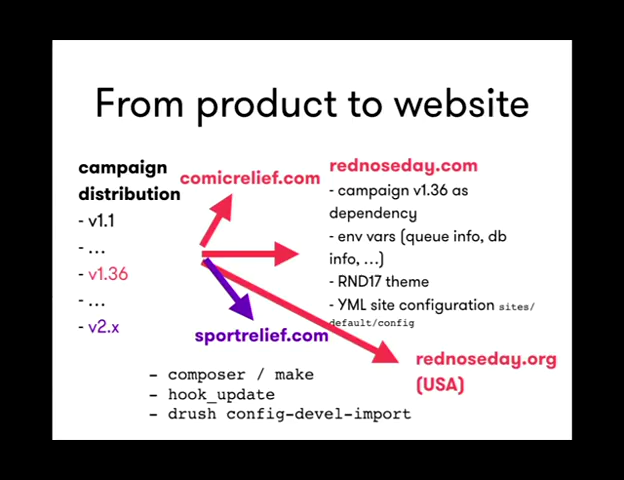 From product to website
campaign
distribution
- v1.1
- ...
- v1.36
- ...
- v2.x
comicrelief.com
rednoseday.com
- campaign v1.36 as
dependency
- env vars (queue info, db
info, ...)
- RND17 theme
- YML site configuration sites/
default/config
sportrelief.com
rednoseday.org
(USA)
- composer / make
- hook_update
- drush config-devel-import